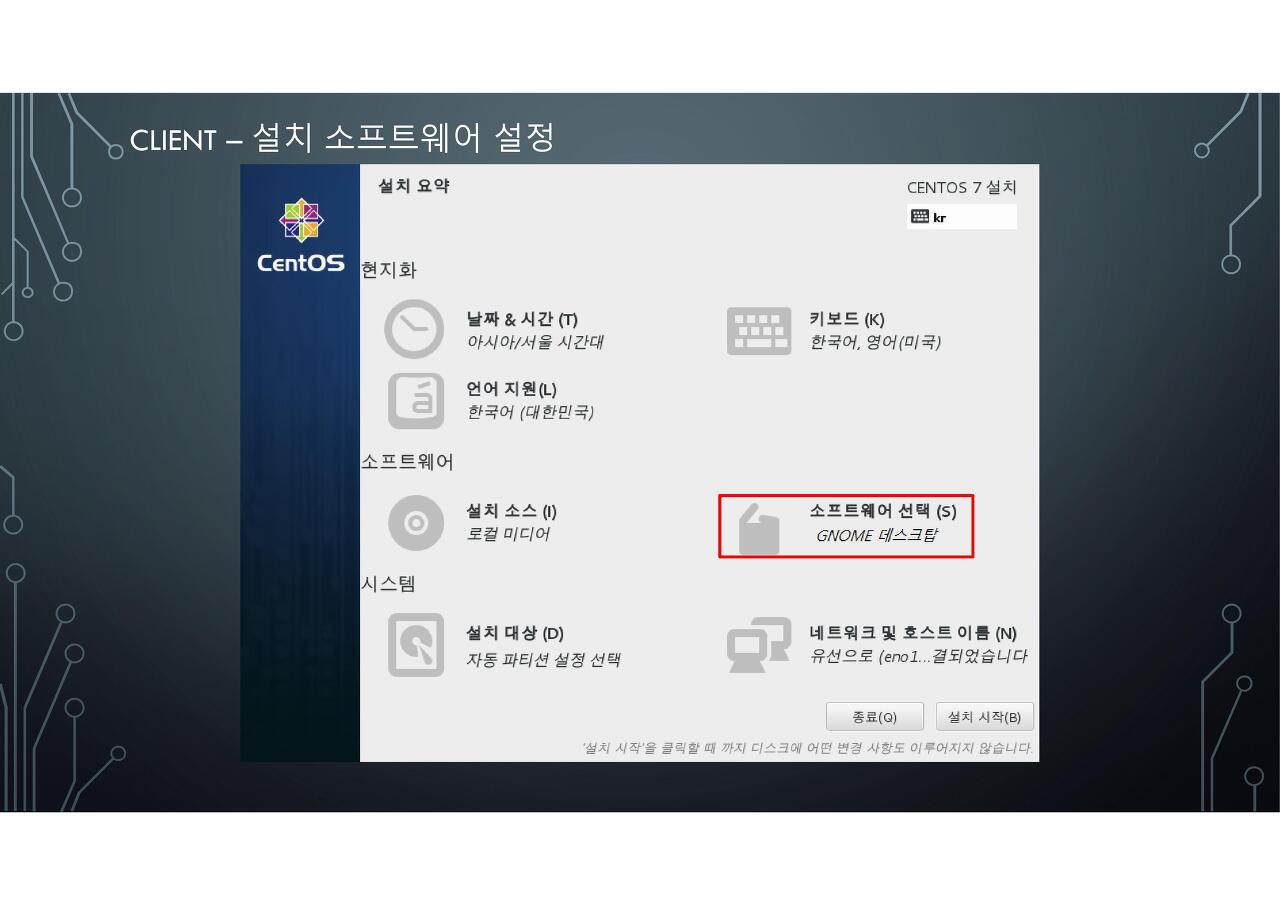 CLIENT – 설치 소프트웨어 설정
설치 요약
CENTOS 7 설치
kr
CentOS
현지화
날짜 & 시간 (T)
아시아/서울 시간대
키보드 (K)
한국어, 영어(미국)
언어 지원(L)
한국어 (대한민국)
소프트웨어
설치 소스 (I)
로컬 미디어
소프트웨어 선택 (S)
GNOME 데스크탑
시스템
설치 대상 (D)
자동 파티션 설정 선택
네트워크 및 호스트 이름 (N)
유선으로 (eno1...결되었습니다
종료(Q)
설치 시작(B)
'설치 시작'을 클릭할 때 까지 디스크에 어떤 변경 사항도 이루어지지 않습니다.